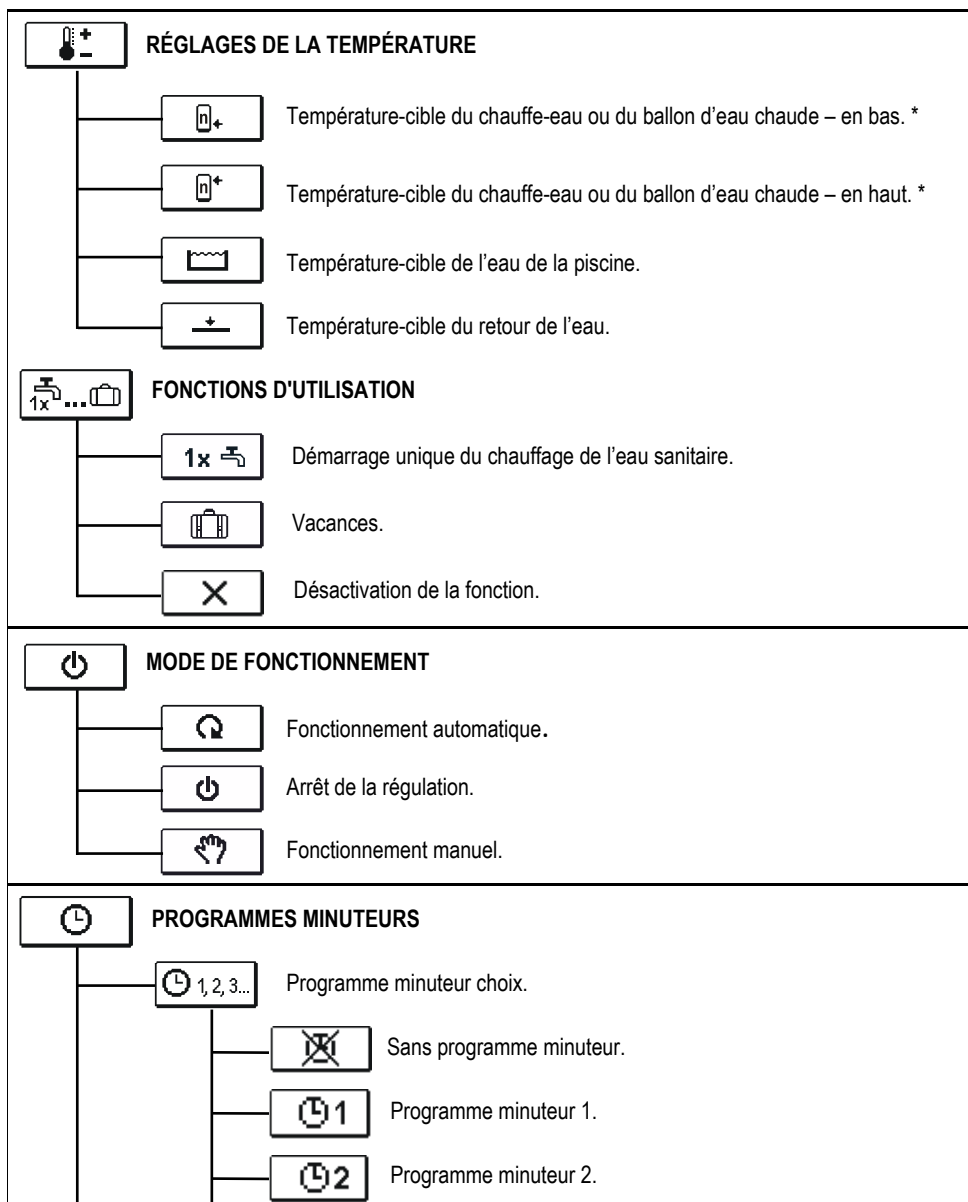 RÉGLAGES DE LA TEMPÉRATURE
n Température-cible du chauffe-eau ou du ballon d’eau chaude – en bas. *
n Température-cible du chauffe-eau ou du ballon d’eau chaude – en haut. *
Température-cible de l’eau de la piscine.
Température-cible du retour de l’eau.
1x ... FONCTIONS D'UTILISATION
1x Démarrage unique du chauffage de l’eau sanitaire.
Vacances.
Désactivation de la fonction.
MODE DE FONCTIONNEMENT
Fonctionnement automatique.
Arrêt de la régulation.
Fonctionnement manuel.
PROGRAMMES MINUTEURS
1, 2, 3... Programme minuteur choix.
Sans programme minuteur.
1 Programme minuteur 1.
2 Programme minuteur 2.